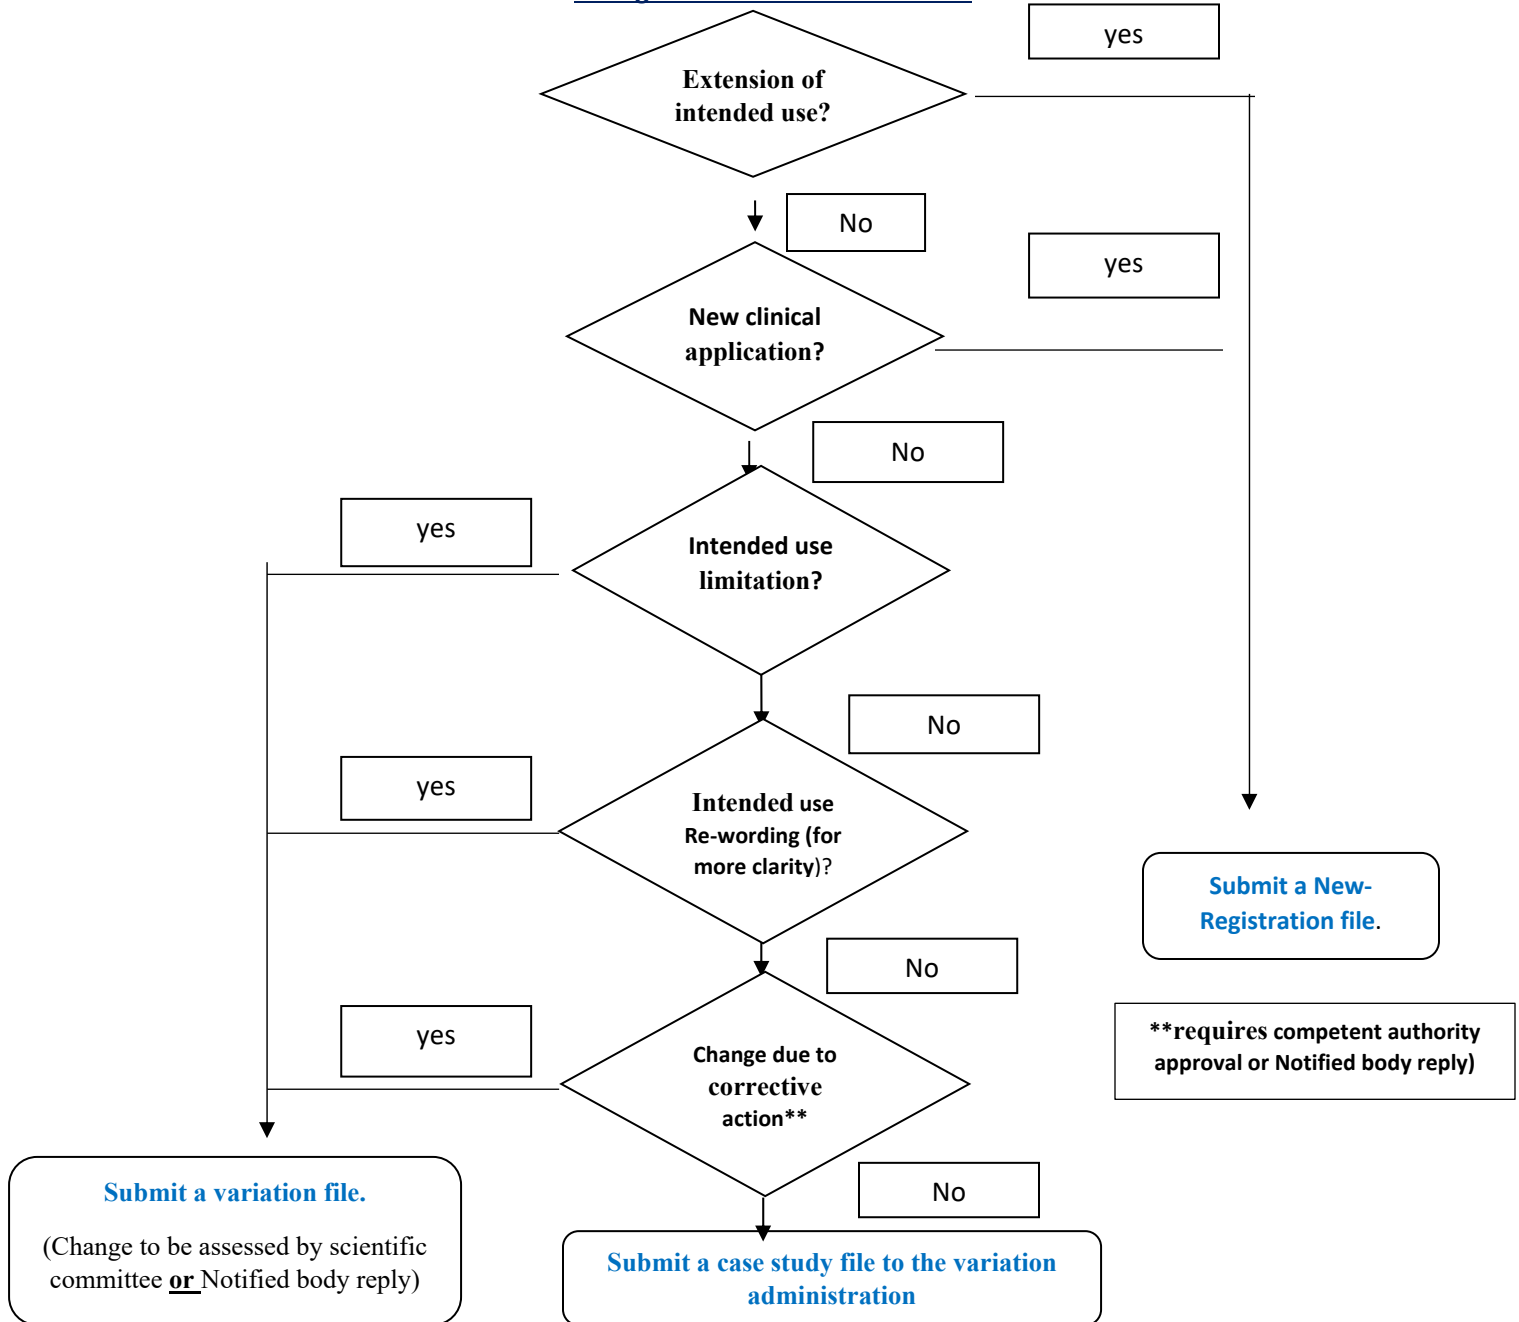 yes
Extension of
intended use?
No
yes
New clinical
application?
No
yes
Intended use
limitation?
No
yes
Intended use
Re-wording (for
more clarity)?
Submit a New-
Registration file.
No
yes
Change due to
corrective
action**
**requires competent authority
approval or Notified body reply)
No
Submit a variation file.
(Change to be assessed by scientific
committee or Notified body reply)
Submit a case study file to the variation
administration